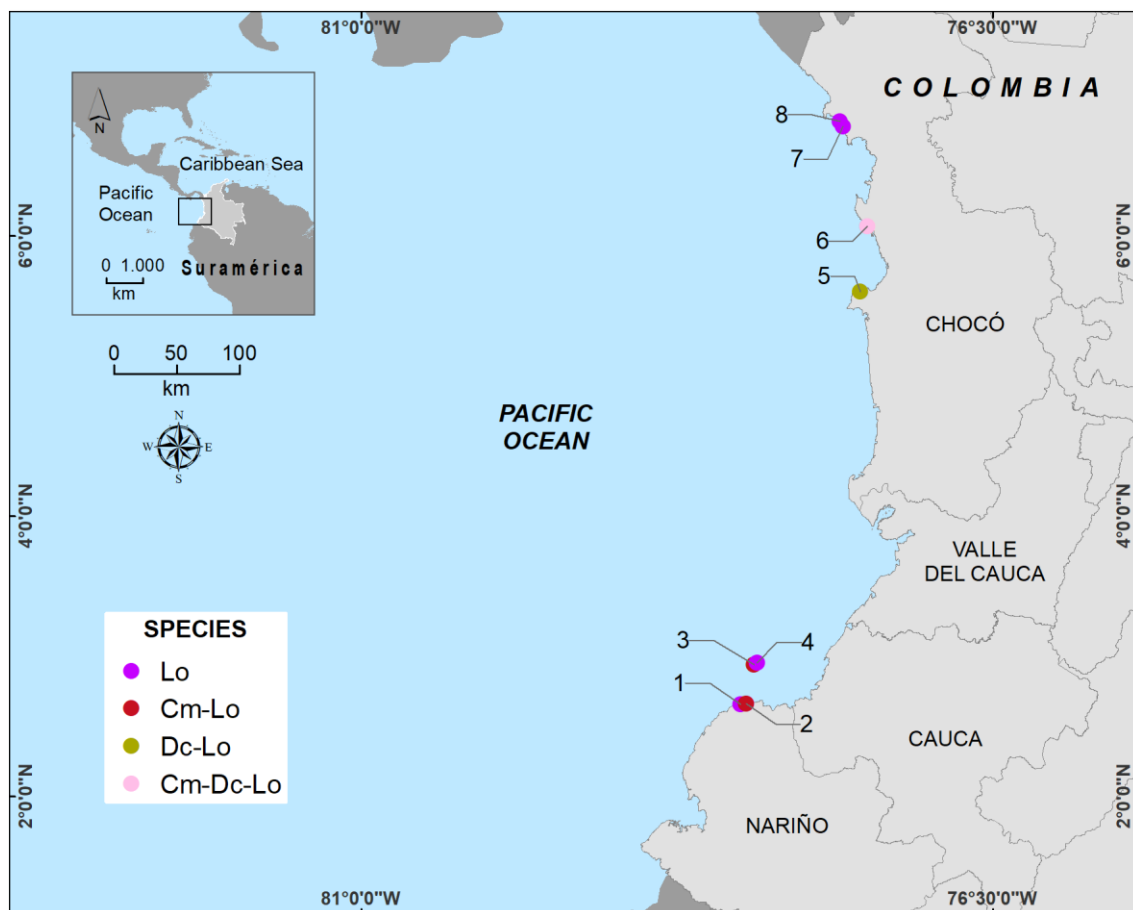 81°0'0"W
76°30'0"W
COLOMBIA
N
Caribbean Sea
Pacific
Ocean
0 1.000
km
Suramérica
8
7
6°0'0"N
6°0'0"N
6
5
CHOCÓ
0 50 100
km
N
W E
S
PACIFIC
OCEAN
4°0'0"N
4°0'0"N
VALLE
DEL CAUCA
SPECIES
Lo
Cm-Lo
Dc-Lo
Cm-Dc-Lo
3
4
1
2
CAUCA
2°0'0"N
2°0'0"N
NARIÑO
81°0'0"W
76°30'0"W